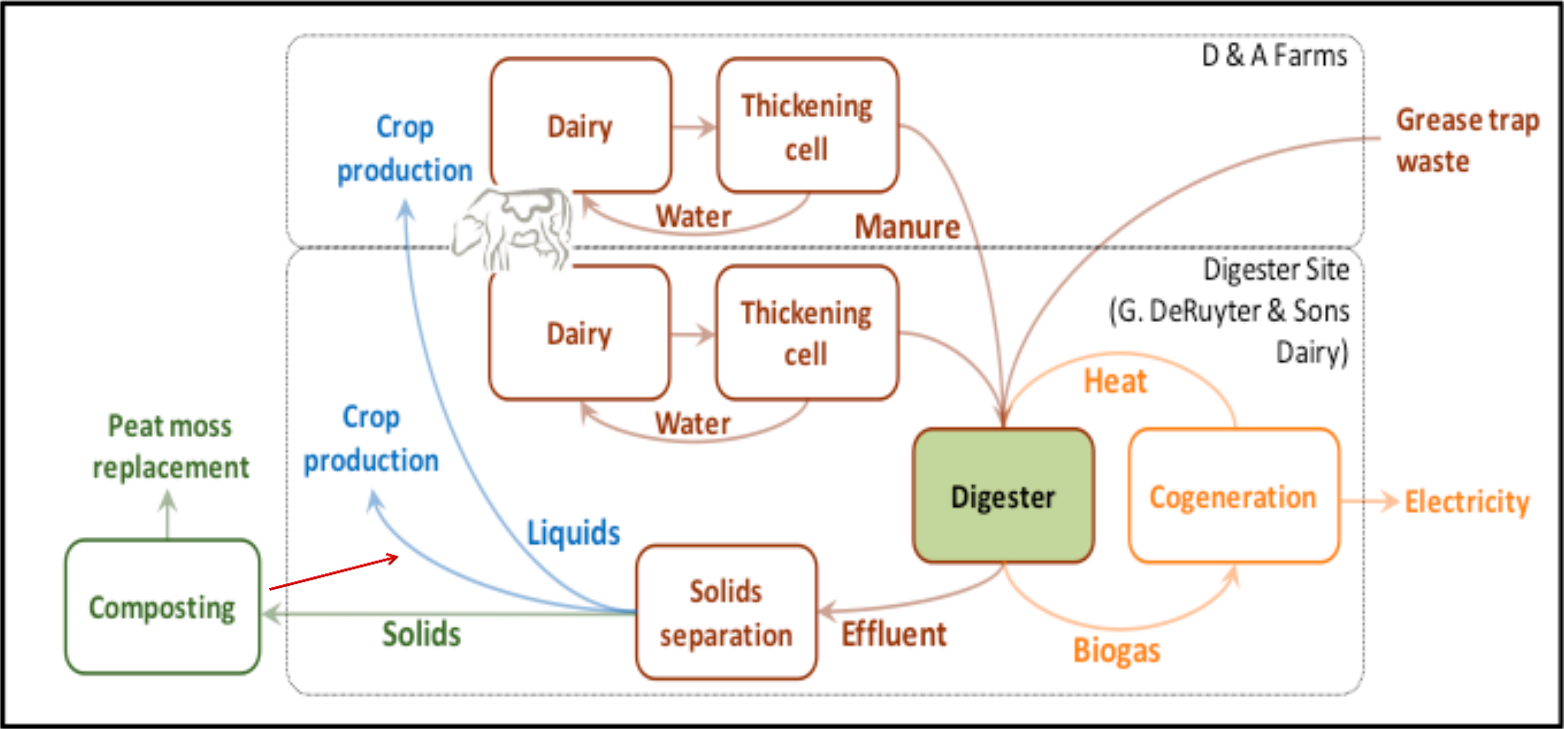 D & A Farms
Dairy
Thickening
cell
Crop
production
Grease trap
waste
Water
Manure
Digester Site
(G. DeRuyter & Sons
Dairy)
Dairy
Thickening
cell
Heat
Water
Peat moss
replacement
Crop
production
Digester
Cogeneration
Electricity
Liquids
Composting
Solids
Solids
separation
Effluent
Biogas